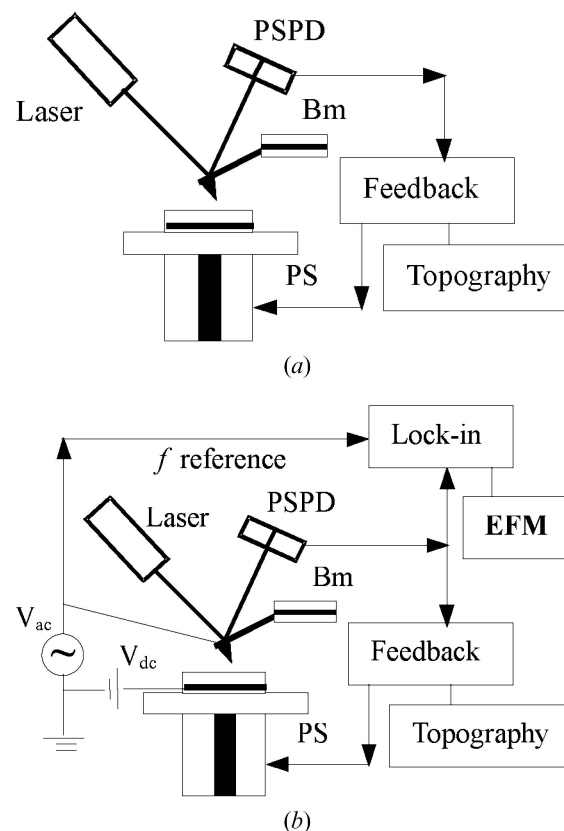 PSPD
Laser
Bm
Feedback
PS
Topography
(a)
Lock-in
f reference
Laser
PSPD
EFM
Bm
Vac
~
Vdc
Feedback
PS
Topography
(b)